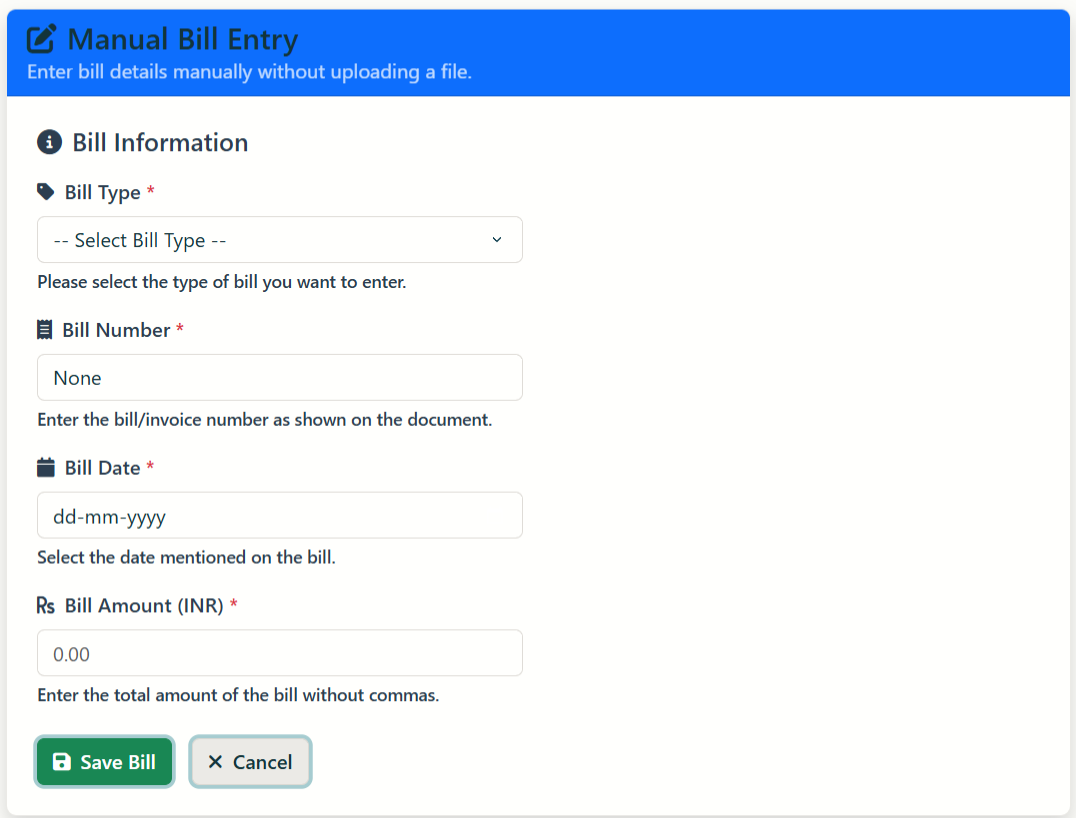 Manual Bill Entry
Enter bill details manually without uploading a file.
Bill Information
Bill Type *
-- Select Bill Type --
Please select the type of bill you want to enter.
Bill Number *
None
Enter the bill/invoice number as shown on the document.
Bill Date *
dd-mm-yyyy
Select the date mentioned on the bill.
Rs Bill Amount (INR) *
0.00
Enter the total amount of the bill without commas.
Save Bill
Cancel